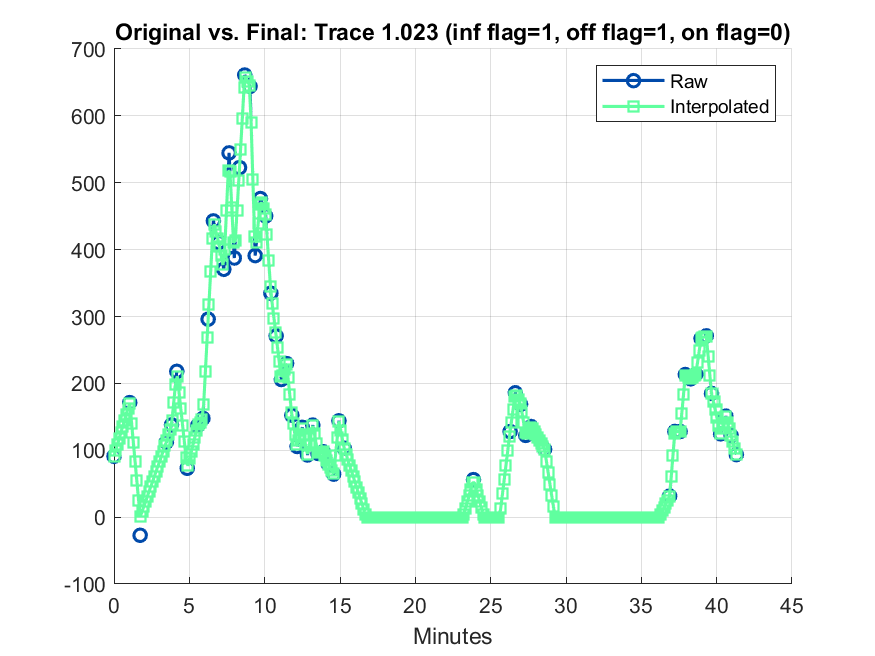 Original vs. Final: Trace 1.023 (inf flag=1, off flag=1, on flag=0)
700
600
500
400
300
200
100
0
-100
Raw
Interpolated
0 5 10 15 20 25 30 35 40 45
Minutes